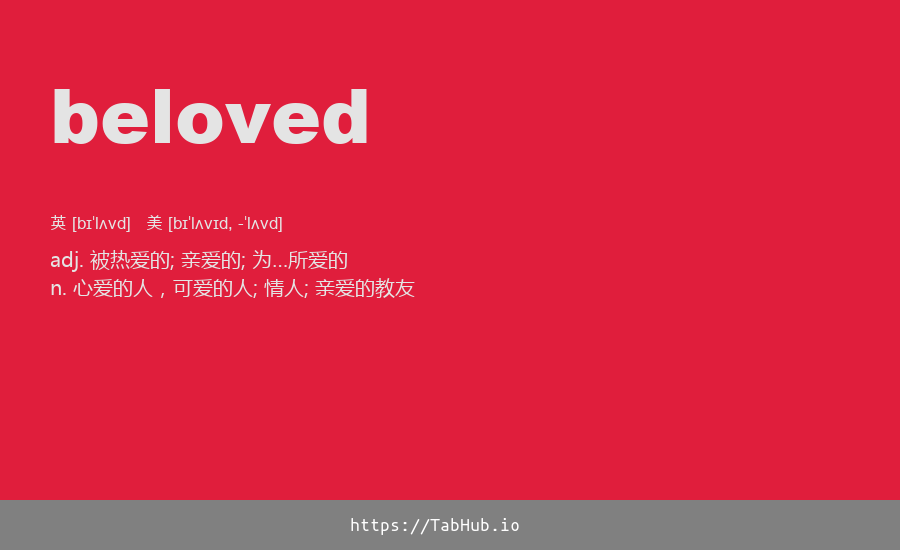 beloved
英 [bɪˈlʌvd] 美 [bɪˈlʌvɪd, -ˈlʌvd]
adj. 被热爱的; 亲爱的; 为…所爱的
n. 心爱的人，可爱的人; 情人; 亲爱的教友
https://TabHub.io